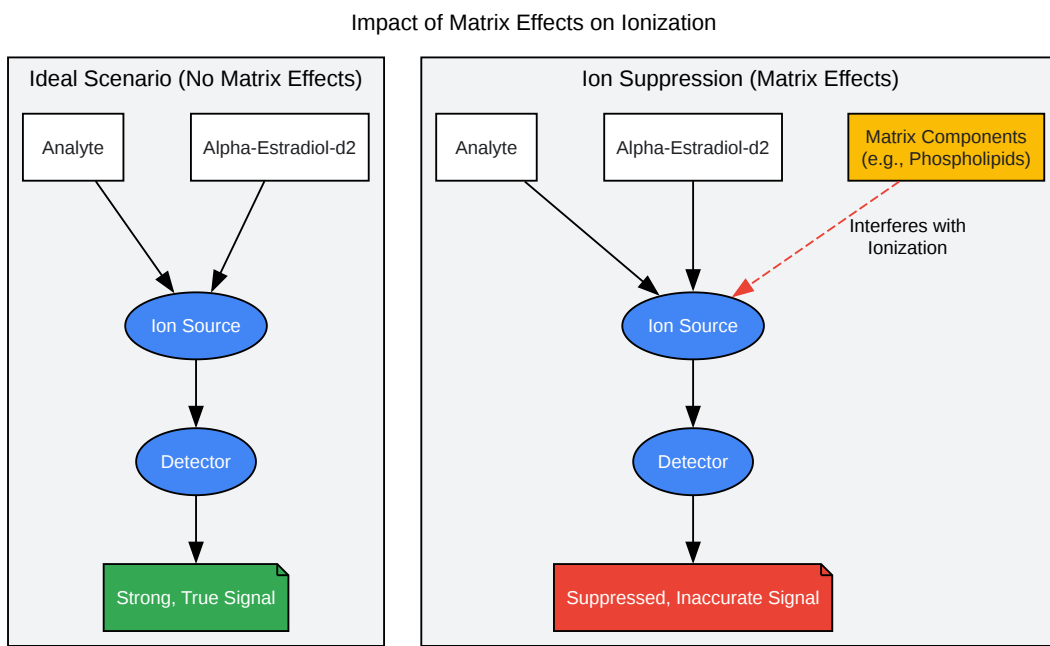 Impact of Matrix Effects on Ionization
Ideal Scenario (No Matrix Effects)
Analyte
Alpha-Estradiol-d2
Ion Source
Detector
Strong, True Signal
Ion Suppression (Matrix Effects)
Analyte
Alpha-Estradiol-d2
Matrix Components
(e.g., Phospholipids)
Interferes with
Ionization
Ion Source
Detector
Suppressed, Inaccurate Signal